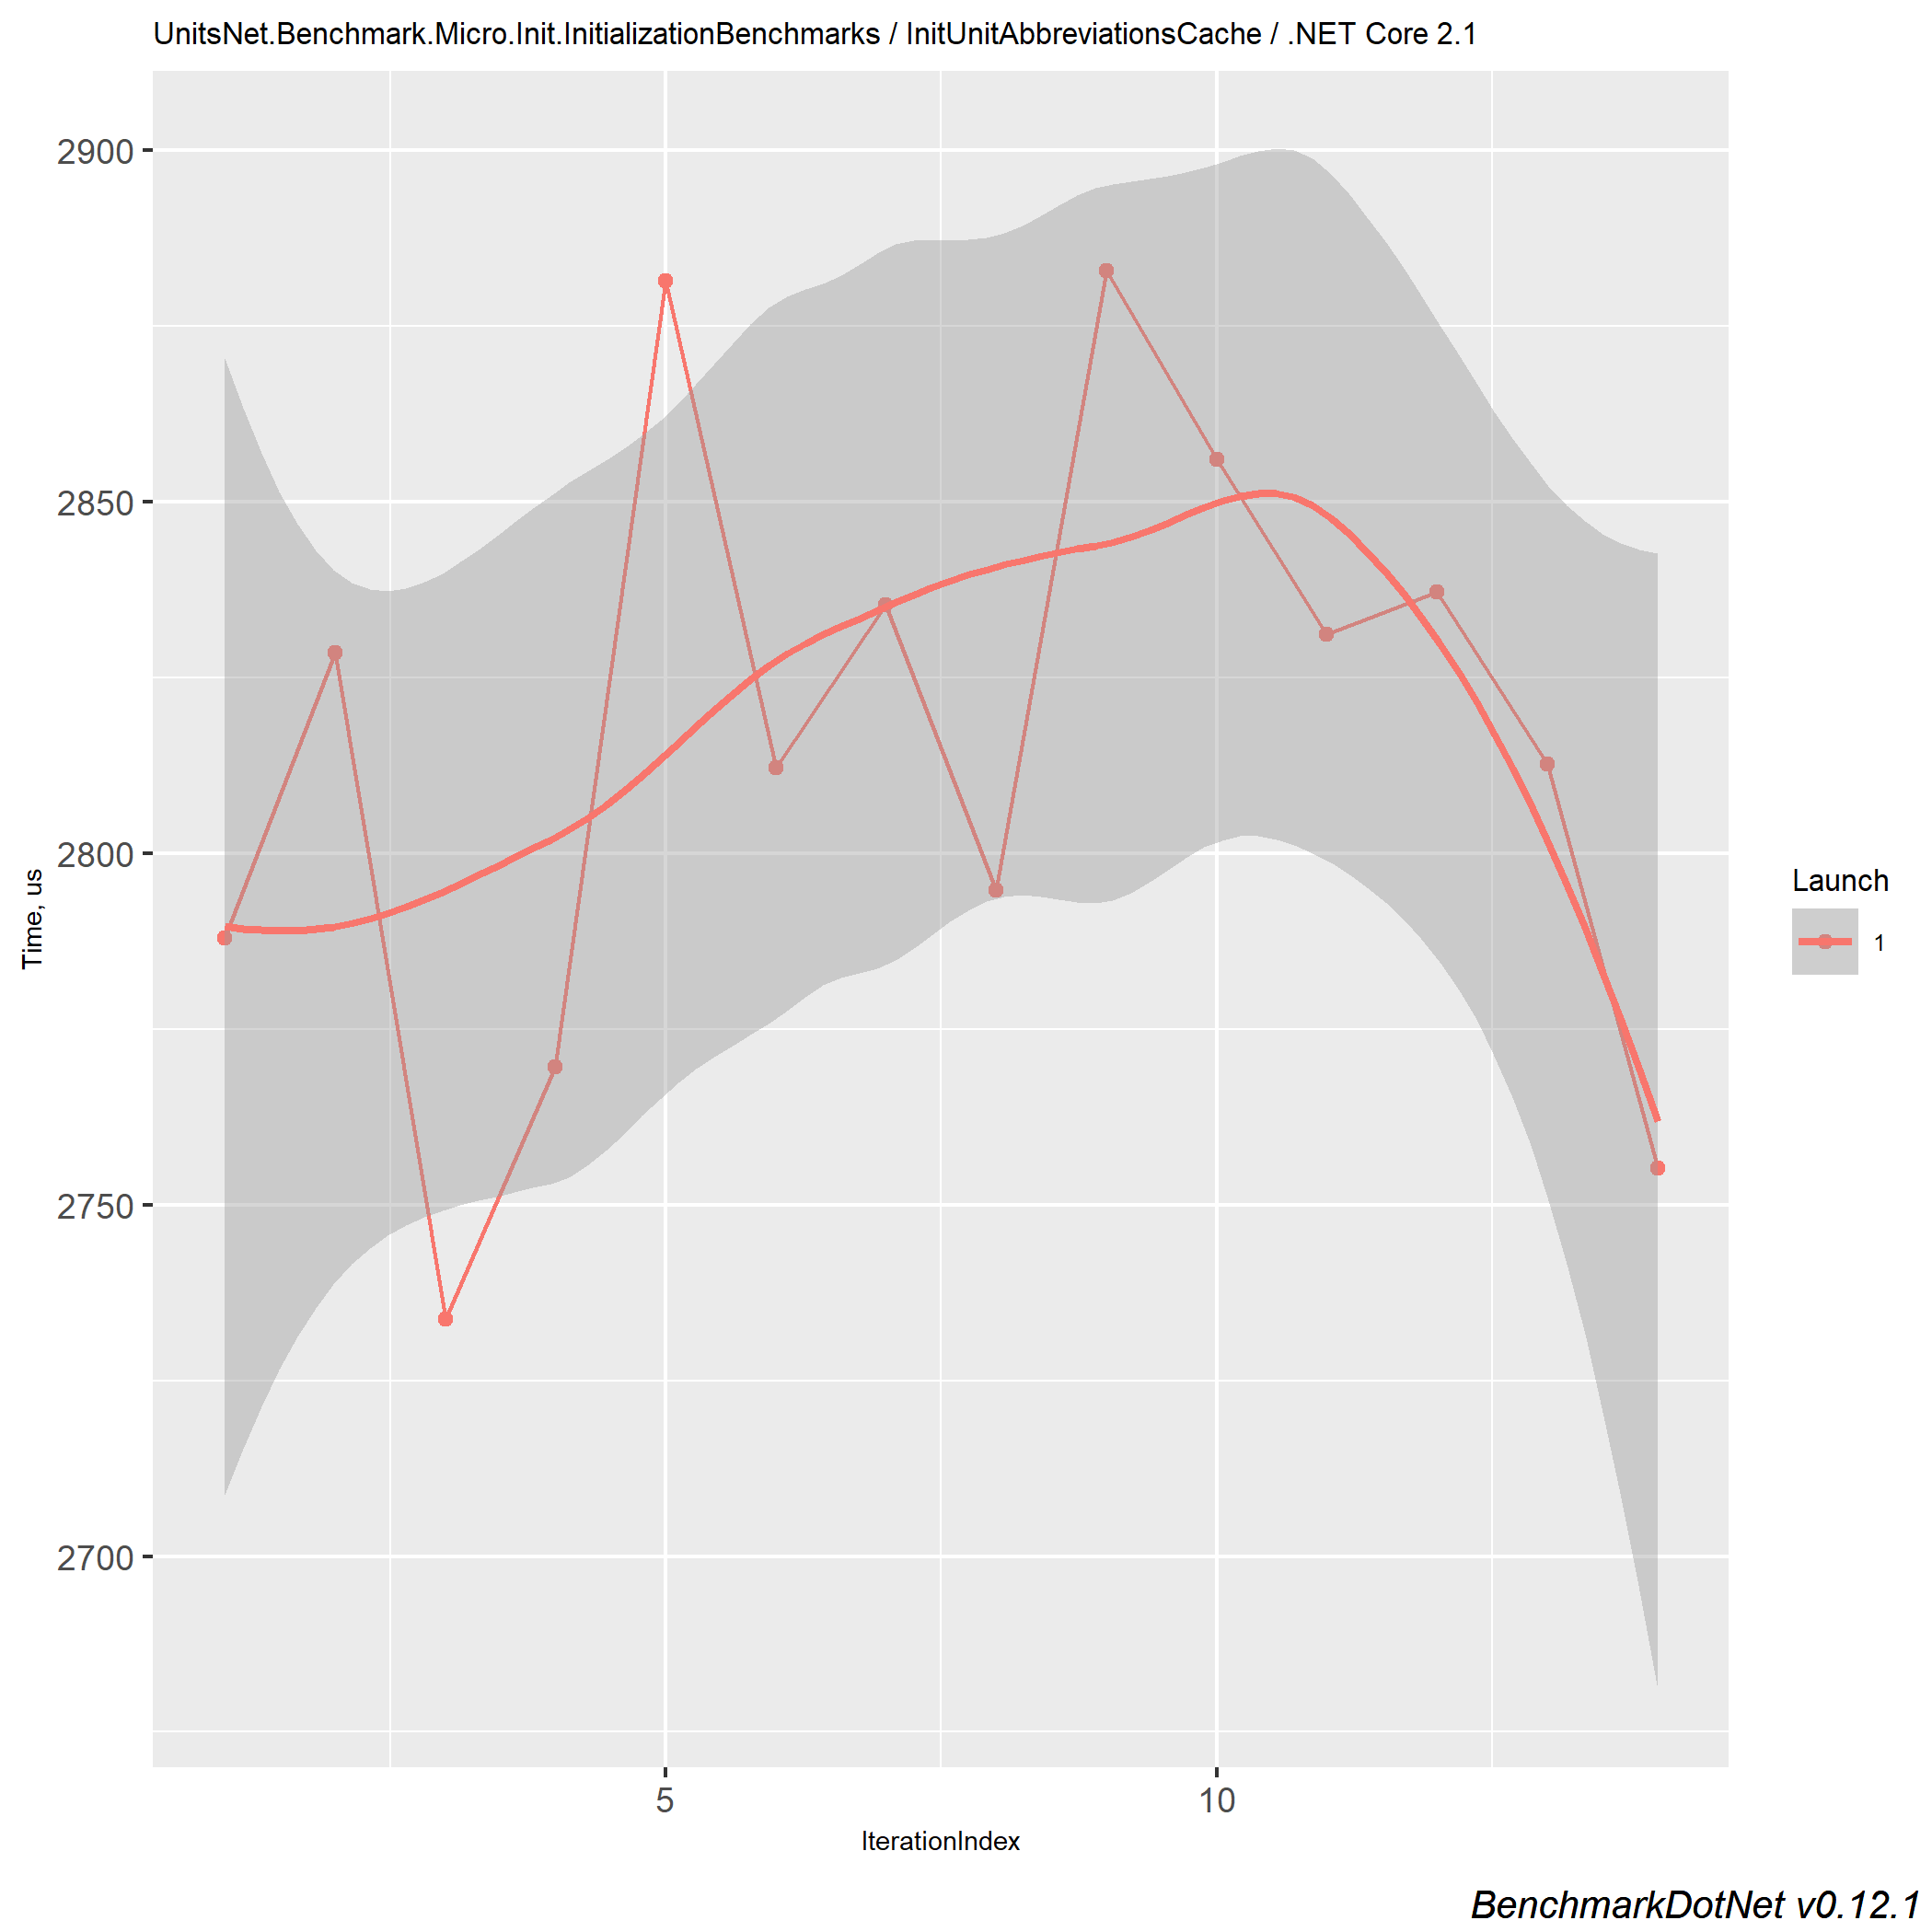 UnitsNet.Benchmark.Micro.Init.InitializationBenchmarks / InitUnitAbbreviationsCache / .NET Core 2.1
2900
2850
2800
2750
2700
Time, us
5
10
IterationIndex
Launch
1
BenchmarkDotNet v0.12.1